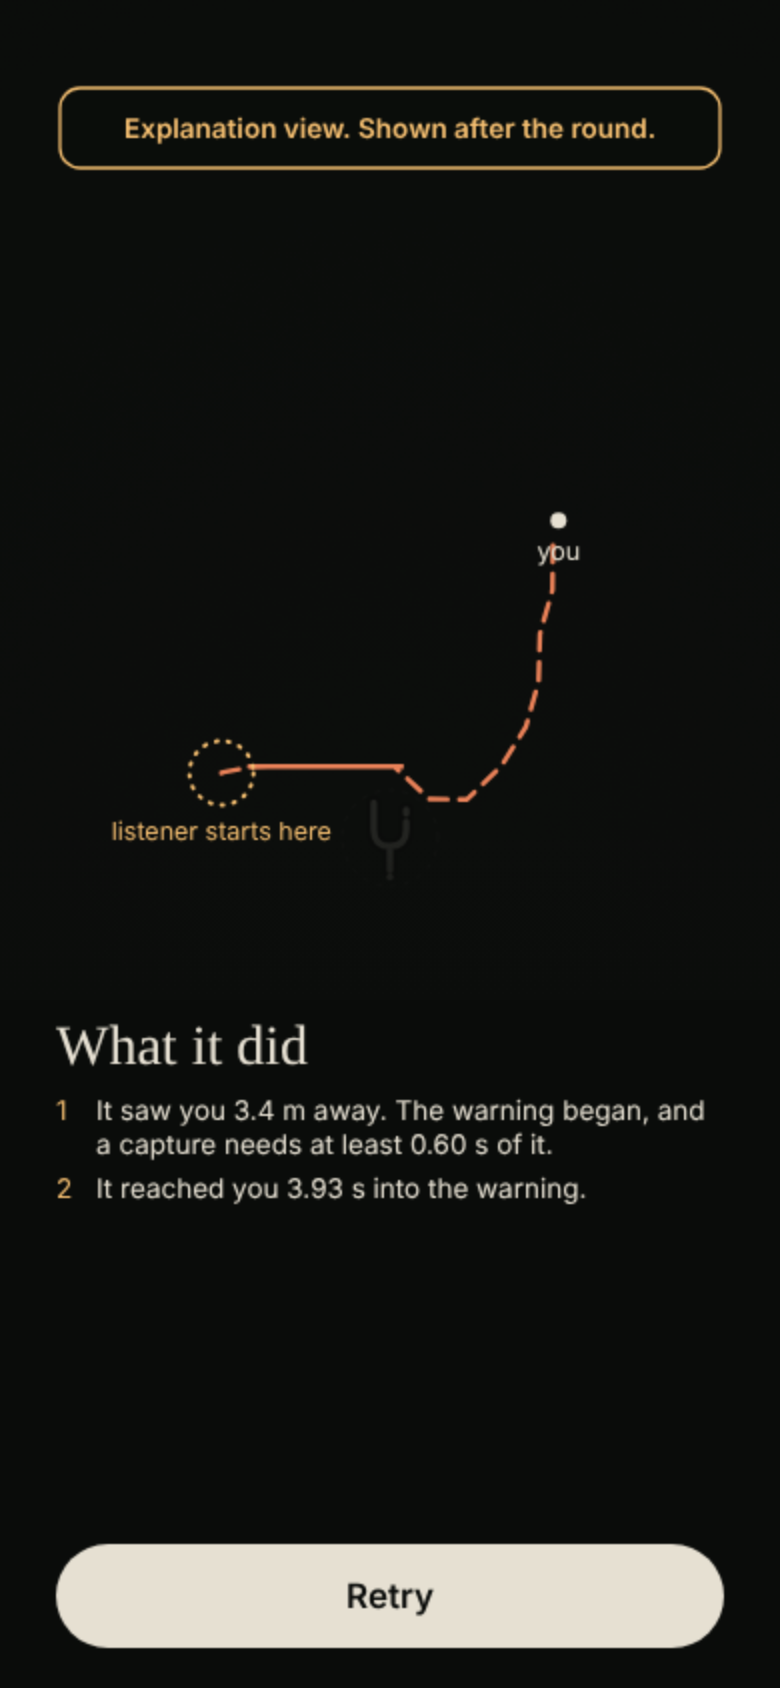 Explanation view. Shown after the round.
you
listener starts here
What it did
1 It saw you 3.4 m away. The warning began, and
a capture needs at least 0.60 s of it.
2 It reached you 3.93 s into the warning.
Retry